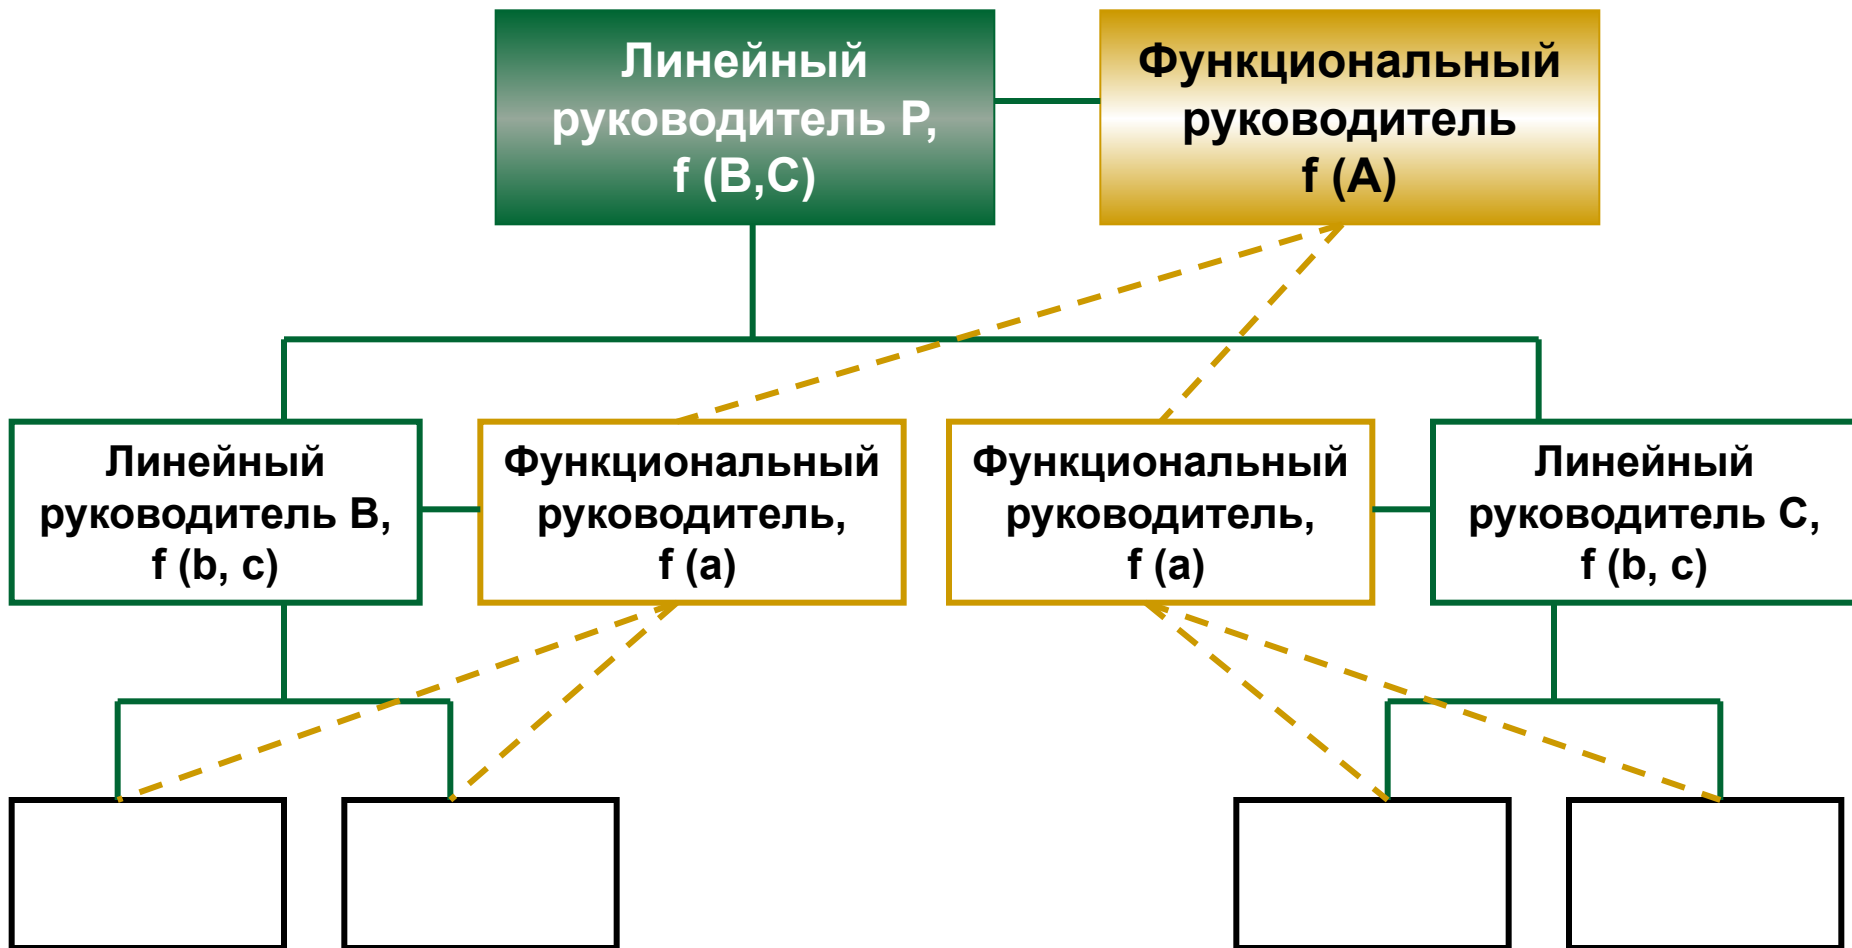 Линейный
руководитель Р,
f (B,C)
Функциональный
руководитель
f (A)
Линейный
руководитель В,
f (b, c)
Функциональный
руководитель,
f (a)
Функциональный
руководитель,
f (a)
Линейный
руководитель С,
f (b, c)